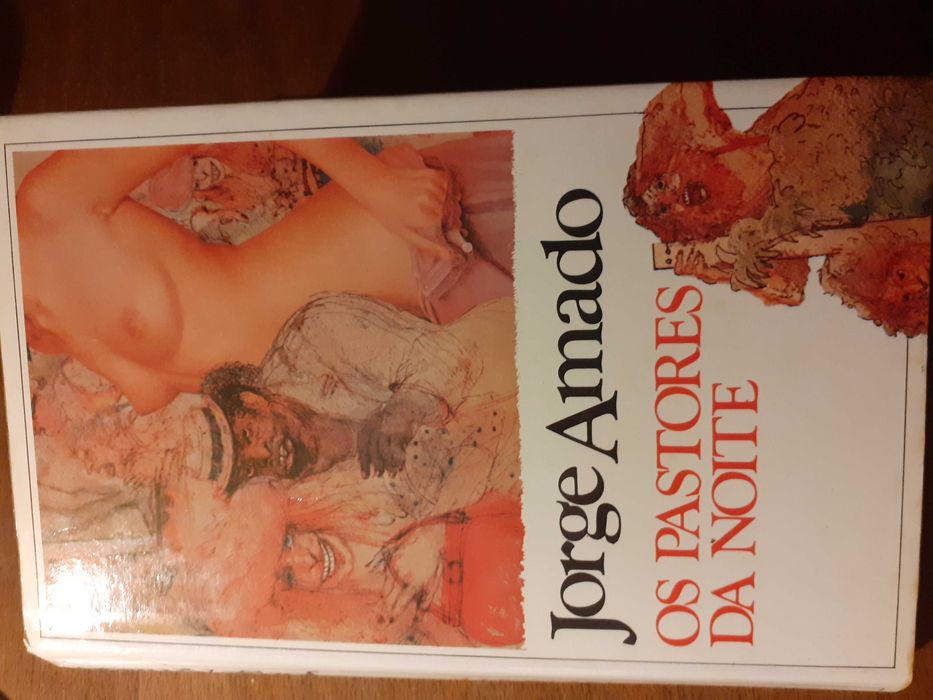 Jorge Amado
OS PASTORES
DA NOITE